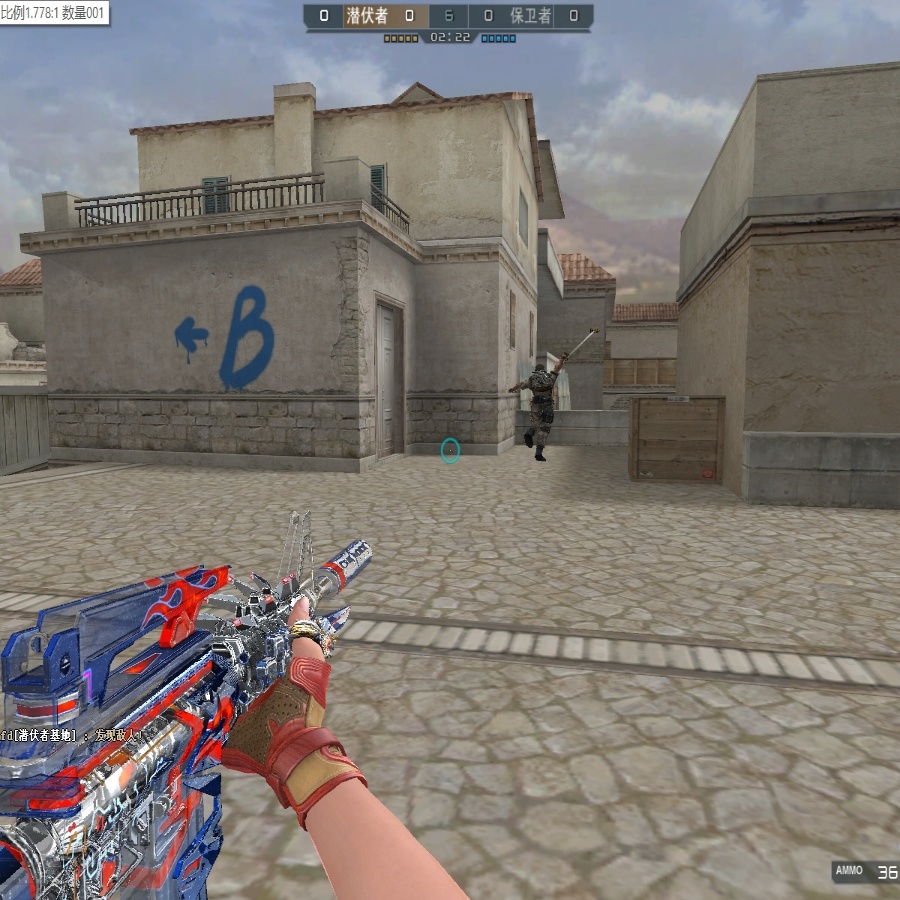 比例1.778:1 数量001
0 潜伏者 0 6 0 保卫者 0
02:22
B
fd[潜伏者基地] : 发现敌人!
AMMO 36